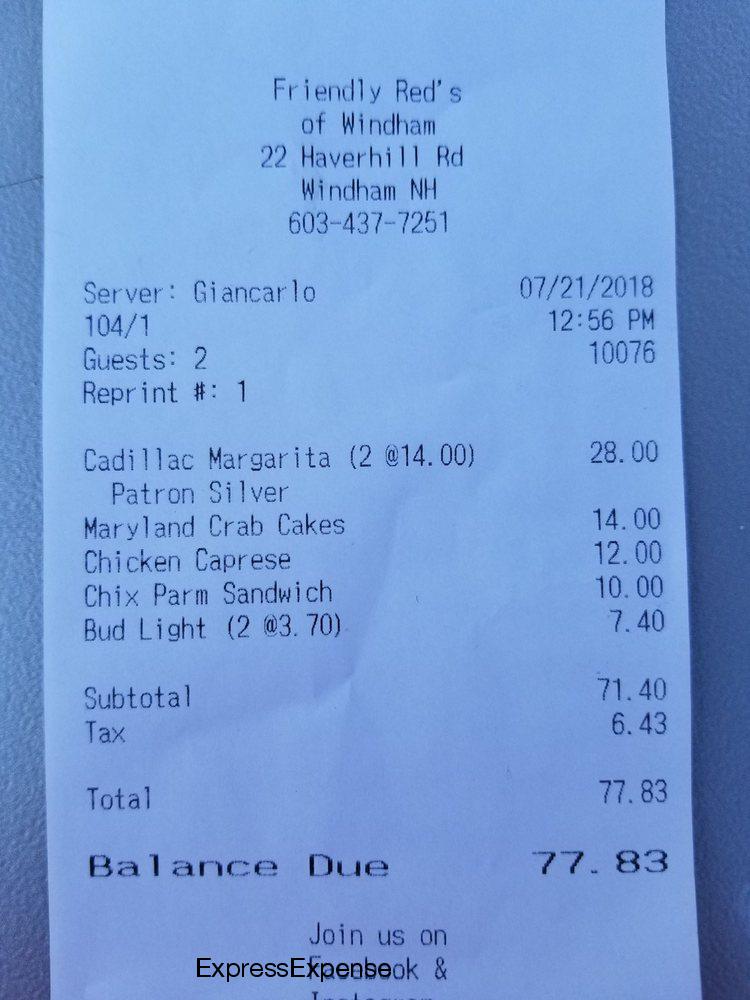 Friendly Red's
of Windham
22 Haverhill Rd
Windham NH
603-437-7251
Server: Giancarlo 07/21/2018
104/1 12:56 PM
Guests: 2 10076
Reprint #: 1
Cadillac Margarita (2 @14.00) 28.00
Patron Silver
Maryland Crab Cakes 14.00
Chicken Caprese 12.00
Chix Parm Sandwich 10.00
Bud Light (2 @3.70) 7.40
Subtotal 71.40
Tax 6.43
Total 77.83
Balance Due 77.83
Join us on
Facebook &
ExpressExpense
Instagram